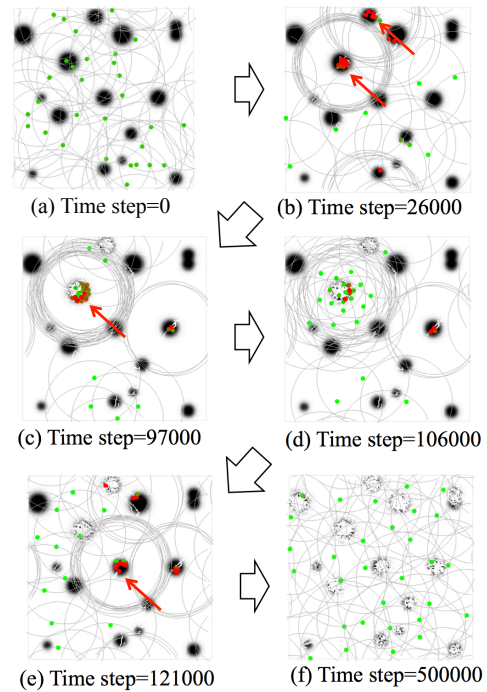 (a) Time step=0
(b) Time step=26000
(c) Time step=97000
(d) Time step=106000
(e) Time step=121000
(f) Time step=500000